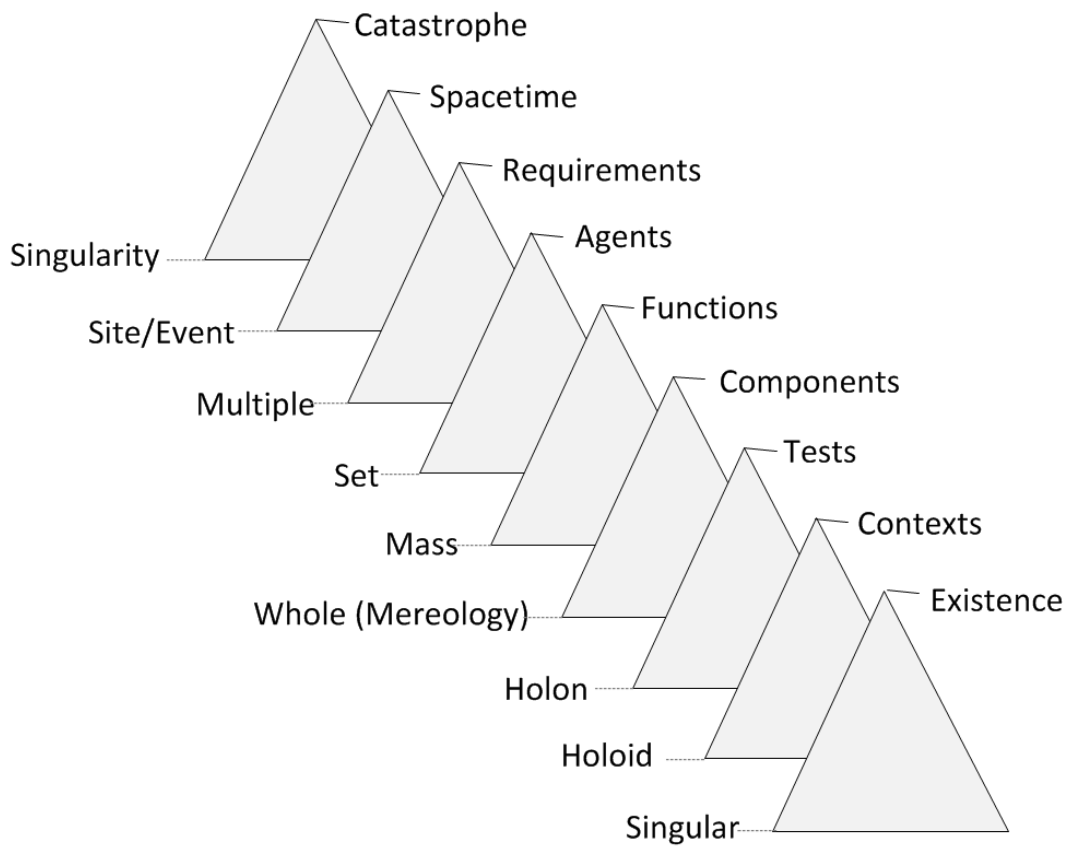 Catastrophe
Spacetime
Requirements
Agents
Singularity
Functions
Site/Event
Components
Multiple
Tests
Set
Contexts
Mass
Existence
Whole (Mereology)
Holon
Holoid
Singular